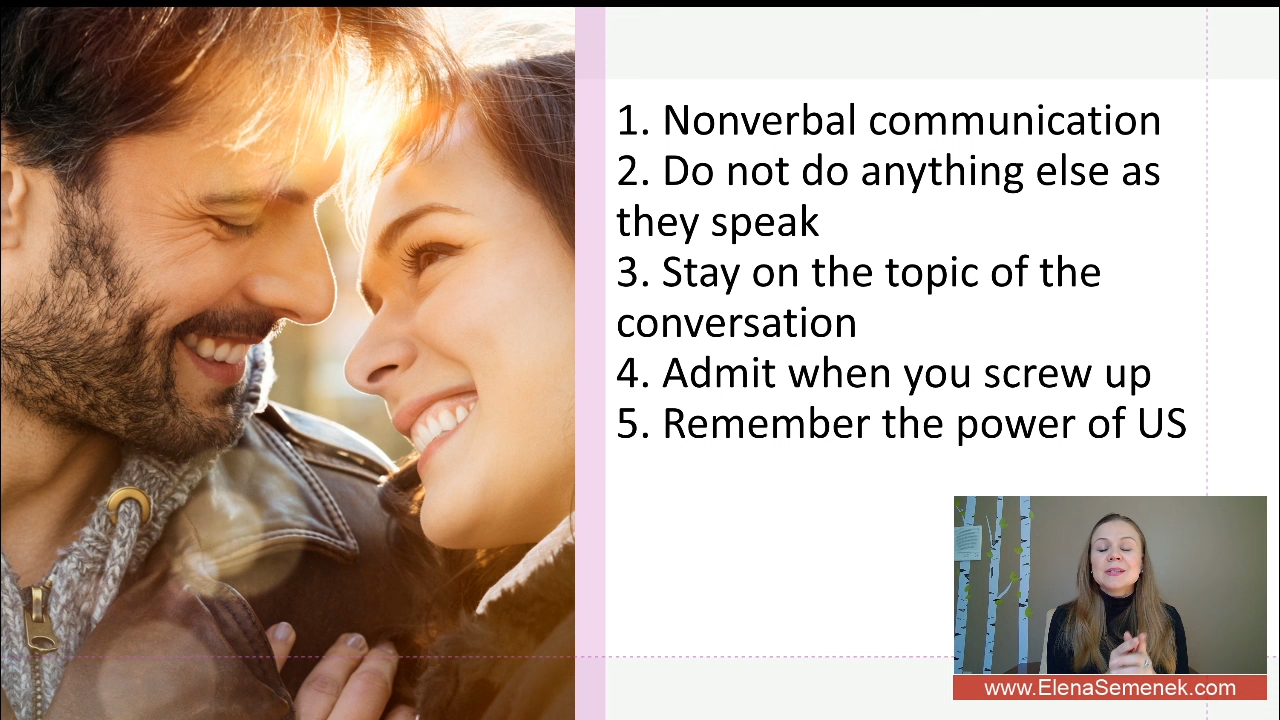 1. Nonverbal communication
2. Do not do anything else as
they speak
3. Stay on the topic of the
conversation
4. Admit when you screw up
5. Remember the power of US
www.ElenaSemenek.com